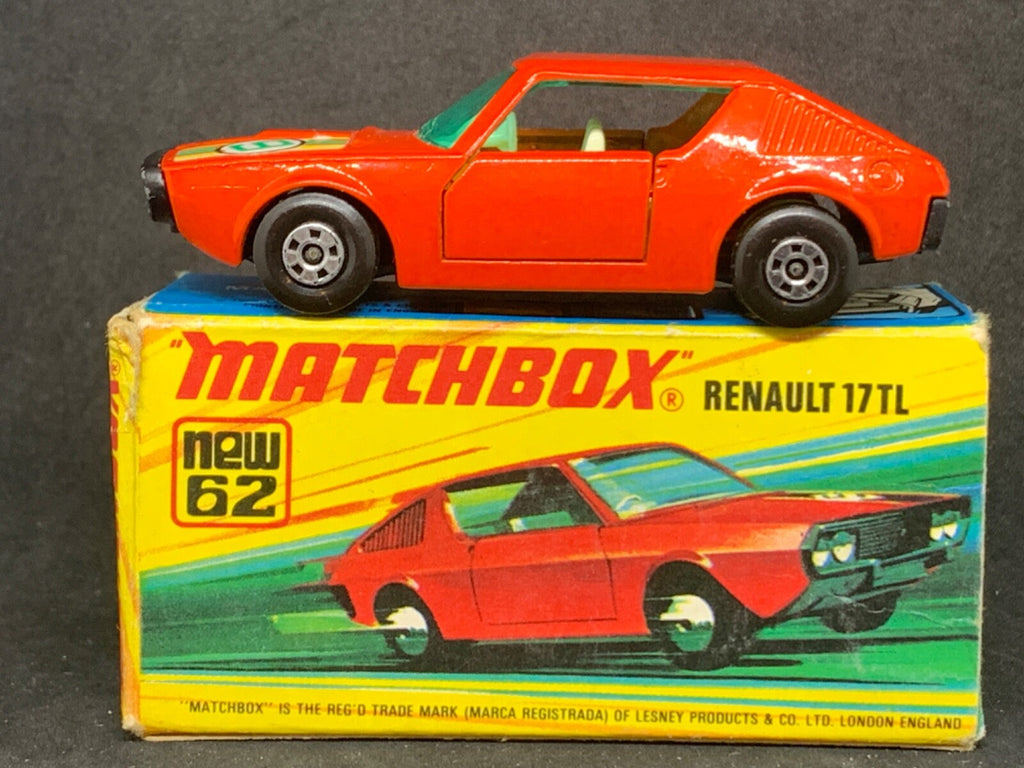 "MATCHBOX"®
RENAULT 17TL
new
62
"MATCHBOX" IS THE REG'D TRADE MARK (MARCA REGISTRADA) OF LESNEY PRODUCTS & CO. LTD. LONDON ENGLAND